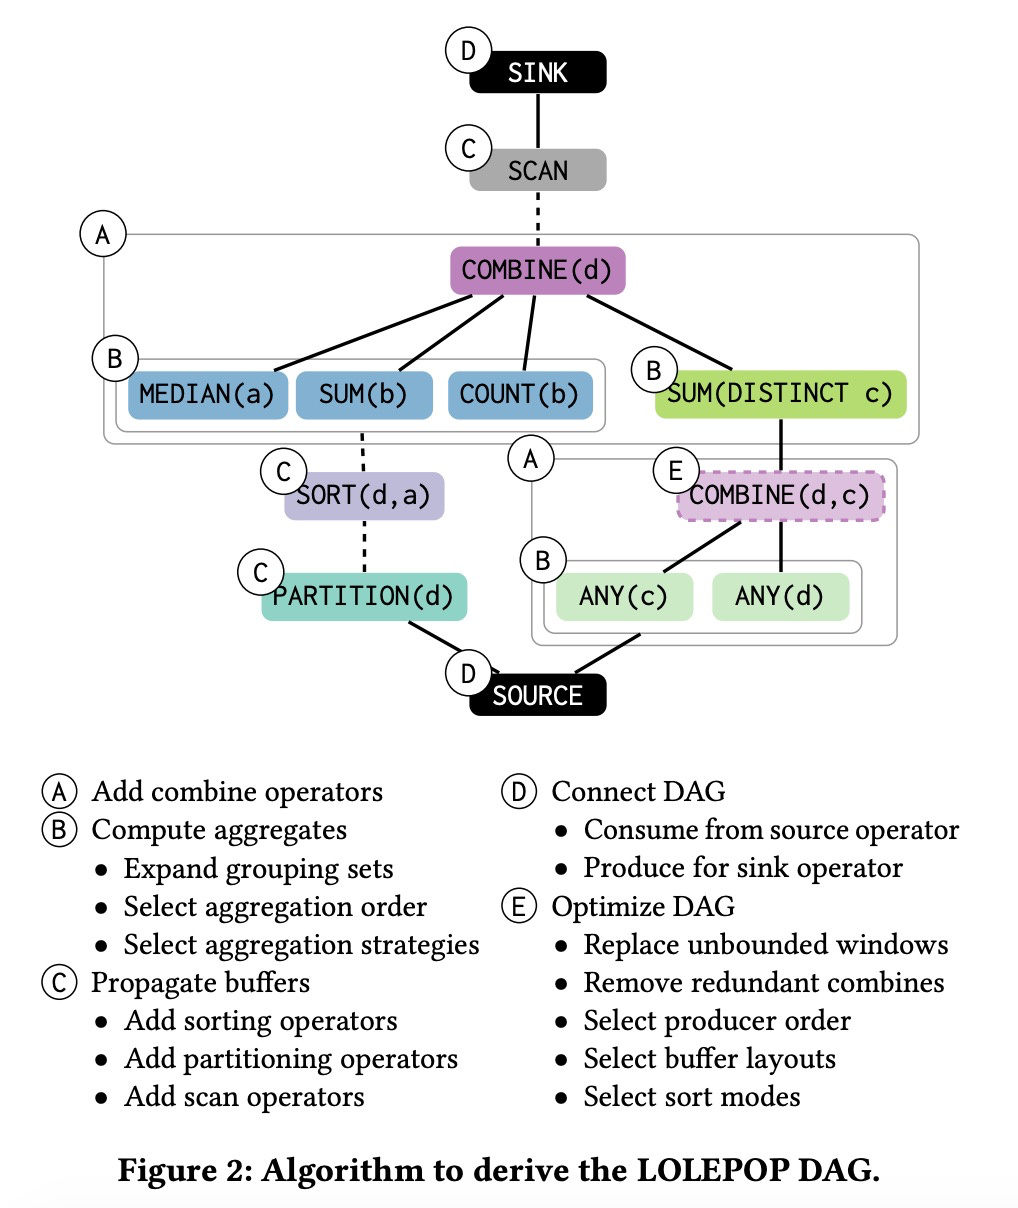 D
SINK
C
SCAN
A
COMBINE(d)
B
MEDIAN(a) SUM(b) COUNT(b)
B
SUM(DISTINCT c)
C
SORT(d,a)
A
E
COMBINE(d,c)
C
PARTITION(d)
B
ANY(c) ANY(d)
D
SOURCE
A Add combine operators
B Compute aggregates
• Expand grouping sets
• Select aggregation order
• Select aggregation strategies
C Propagate buffers
• Add sorting operators
• Add partitioning operators
• Add scan operators
D Connect DAG
• Consume from source operator
• Produce for sink operator
E Optimize DAG
• Replace unbounded windows
• Remove redundant combines
• Select producer order
• Select buffer layouts
• Select sort modes
Figure 2: Algorithm to derive the LOLEPOP DAG.